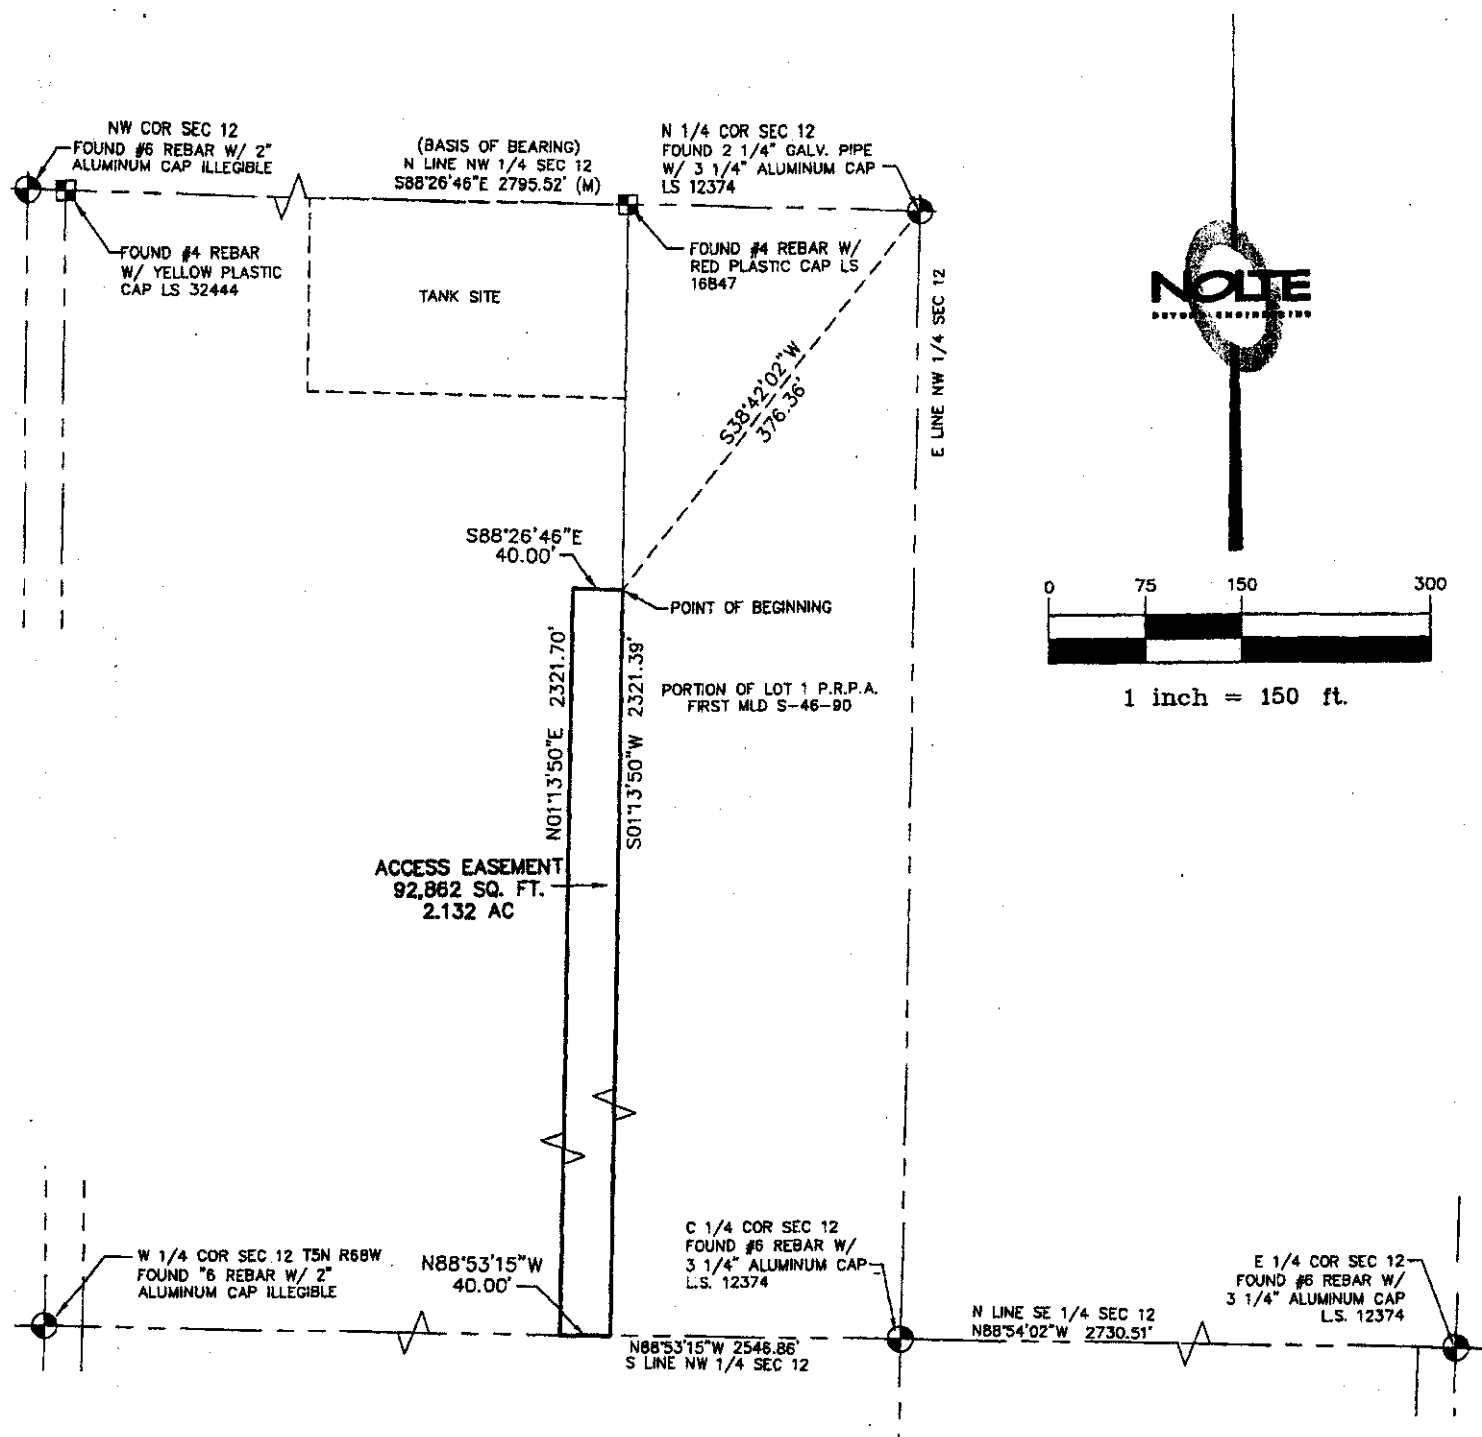 NW COR SEC 12
FOUND #6 REBAR W/ 2"
ALUMINUM CAP ILLEGIBLE
(BASIS OF BEARING)
N LINE NW 1/4 SEC 12
S88°26'46"E 2795.52' (M)
N 1/4 COR SEC 12
FOUND 2 1/4" GALV. PIPE
W/ 3 1/4" ALUMINUM CAP
LS 12374
FOUND #4 REBAR
W/ YELLOW PLASTIC
CAP LS 32444
TANK SITE
FOUND #4 REBAR W/
RED PLASTIC CAP LS
16847
E LINE NW 1/4 SEC 12
NOLTE
BEYOND ENGINEERING
S38°42'02"W
376.36'
S88°26'46"E
40.00'
POINT OF BEGINNING
0 75 150 300
1 inch = 150 ft.
N01°13'50"E 2321.70'
S01°13'50"W 2321.39'
PORTION OF LOT 1 P.R.P.A.
FIRST MLD S-46-90
ACCESS EASEMENT
92,862 SQ. FT.
2.132 AC
W 1/4 COR SEC 12 T5N R68W
FOUND "6 REBAR W/ 2"
ALUMINUM CAP ILLEGIBLE
N88°53'15"W
40.00'
C 1/4 COR SEC 12
FOUND #6 REBAR W/
3 1/4" ALUMINUM CAP
L.S. 12374
E 1/4 COR SEC 12
FOUND #6 REBAR W/
3 1/4" ALUMINUM CAP
L.S. 12374
N LINE SE 1/4 SEC 12
N88°54'02"W 2730.51'
N88°53'15"W 2546.86'
S LINE NW 1/4 SEC 12